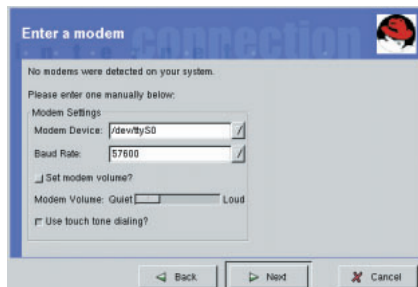 Enter a modem
connection
No modems were detected on your system.
Please enter one manually below:
Modem Settings
Modem Device: /dev/ttyS0
Baud Rate: 57600
Set modem volume?
Modem Volume: Quiet Loud
Use touch tone dialing?
Back Next Cancel